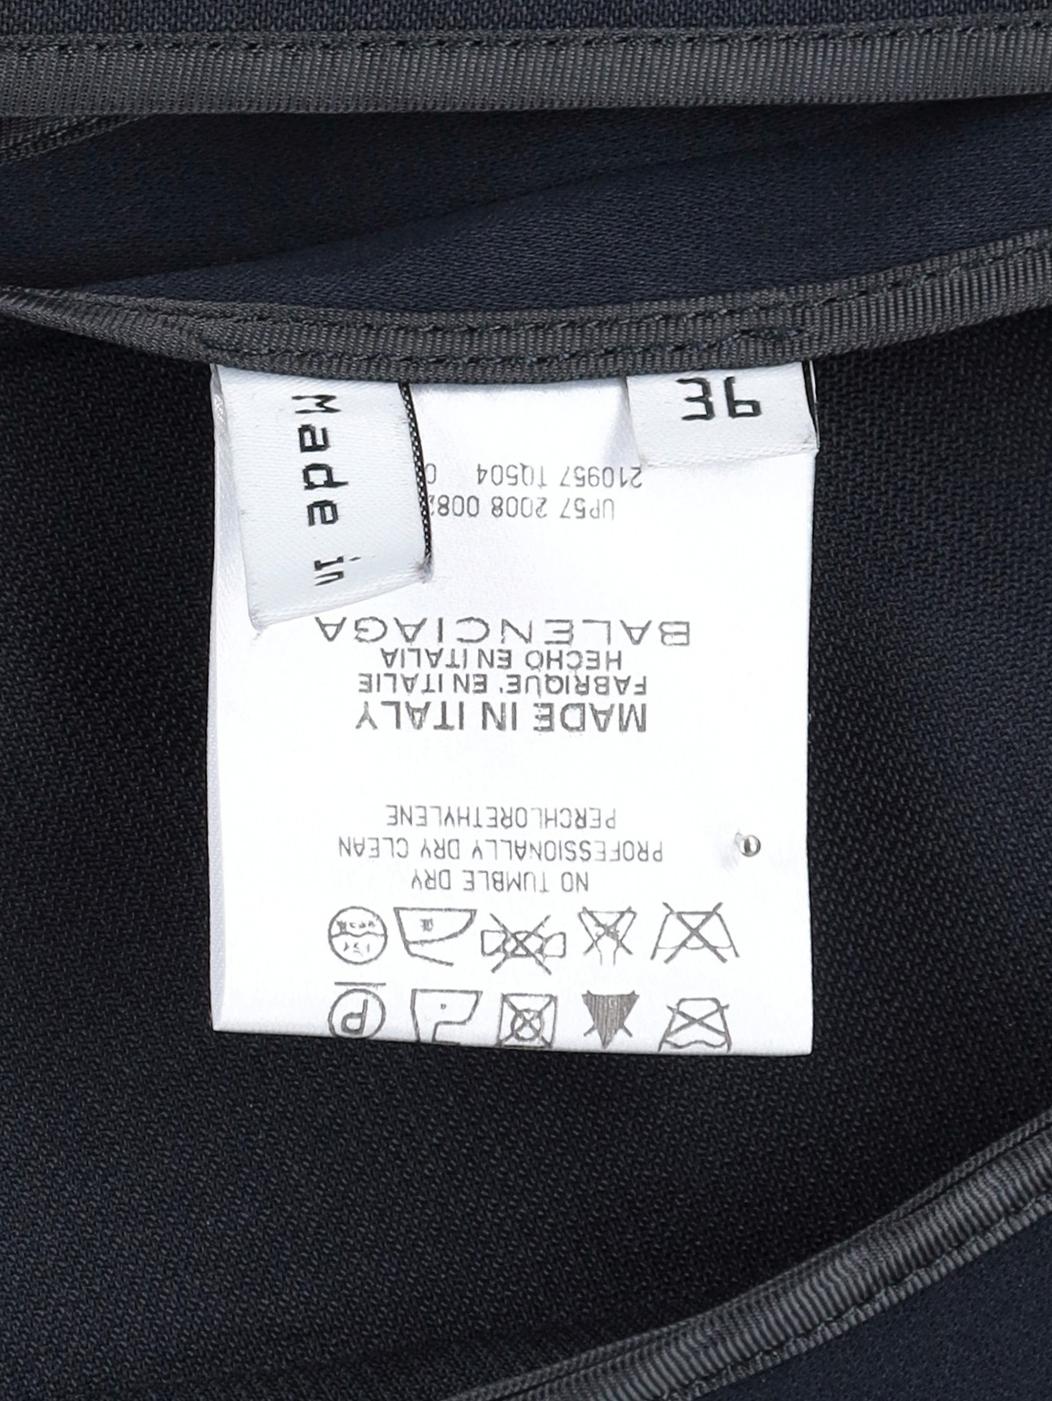 P
NO TUMBLE DRY
PROFESSIONALLY DRY CLEAN
PERCHLORETHYLENE
MADE IN ITALY
FABRIQUE' EN ITALIE
HECHO EN ITALIA
BALENCIAGA
UP57 2008
210957 TQ504
36
Made in